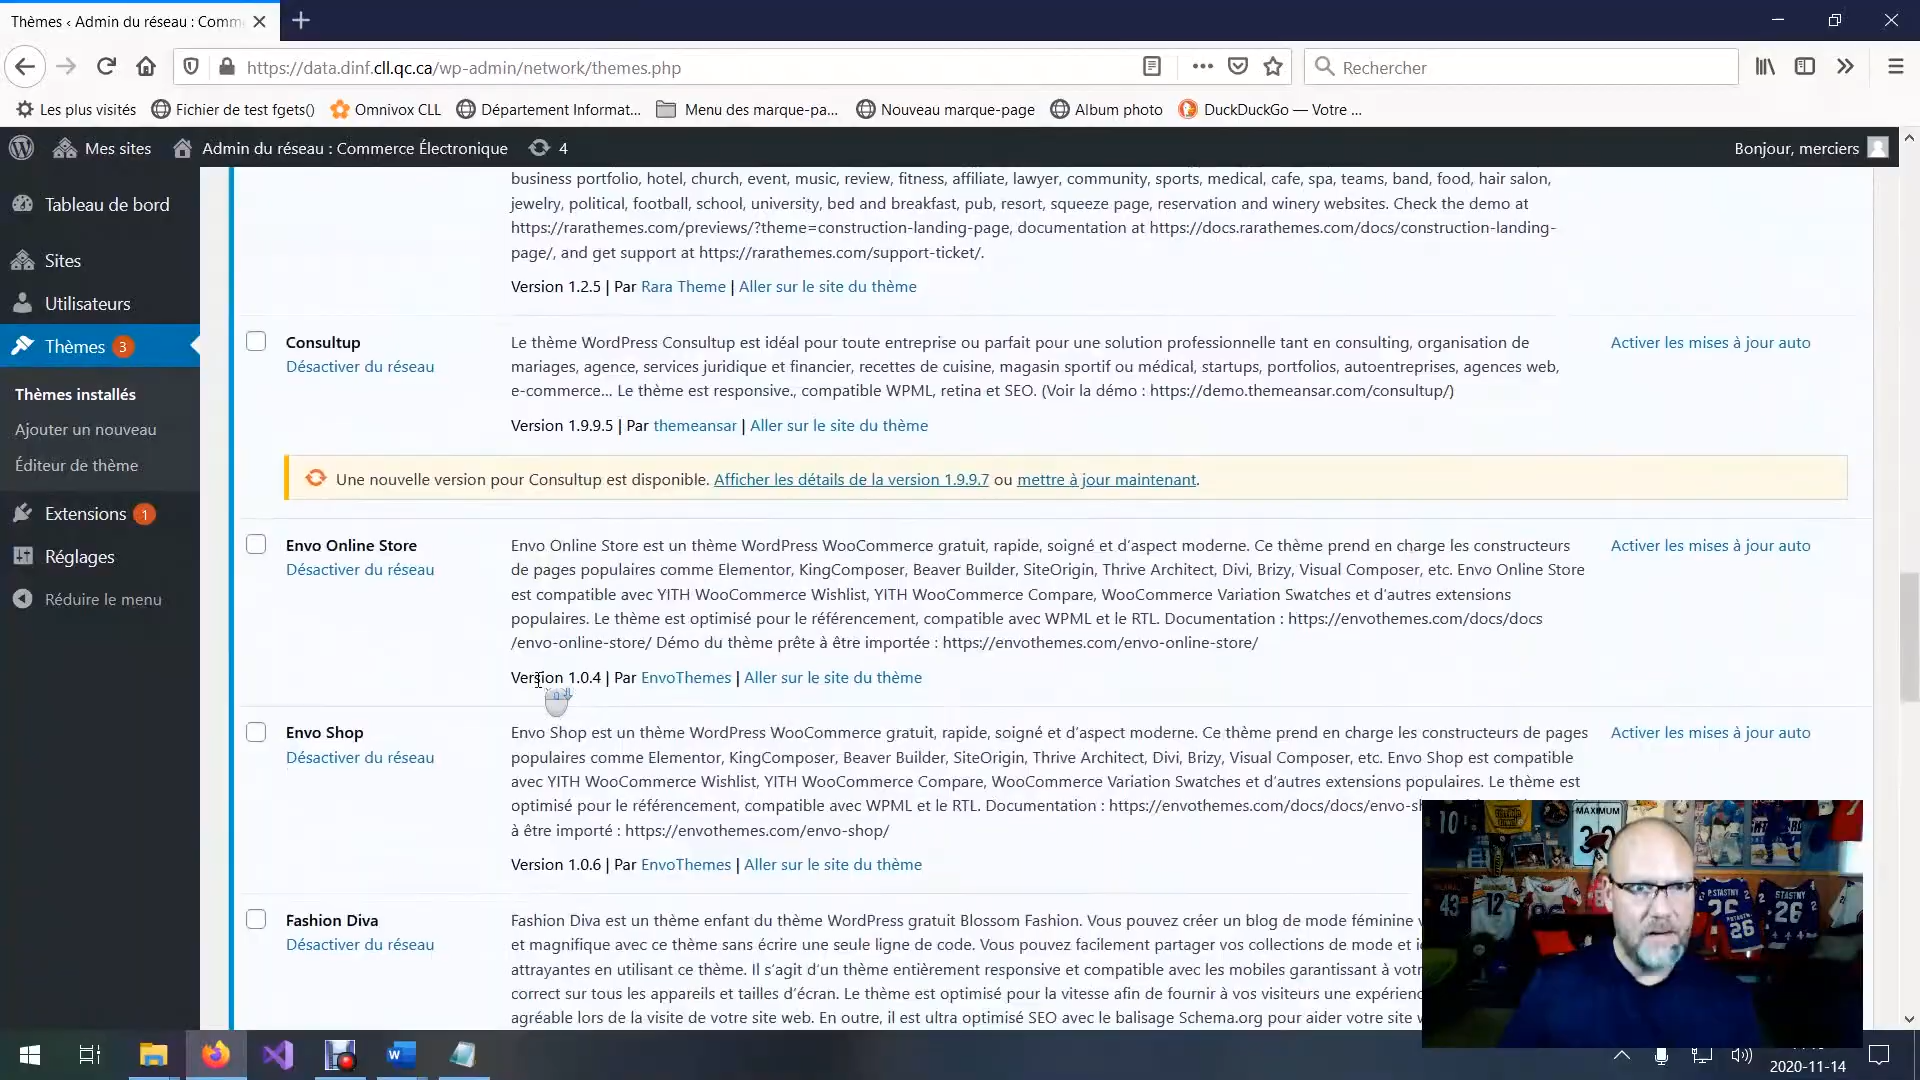 Thèmes ‹ Admin du réseau : Comm
https://data.dinf.cll.qc.ca/wp-admin/network/themes.php
Rechercher
Les plus visités
Fichier de test fgets()
Omnivox CLL
Département Informat...
Menu des marque-pa...
Nouveau marque-page
Album photo
DuckDuckGo — Votre ...
Mes sites
Admin du réseau : Commerce Électronique
4
Bonjour, merciers
Tableau de bord
Sites
Utilisateurs
Thèmes 3
Thèmes installés
Ajouter un nouveau
Éditeur de thème
Extensions 1
Réglages
Réduire le menu
business portfolio, hotel, church, event, music, review, fitness, affiliate, lawyer, community, sports, medical, cafe, spa, teams, band, food, hair salon,
jewelry, political, football, school, university, bed and breakfast, pub, resort, squeeze page, reservation and winery websites. Check the demo at
https://rarathemes.com/previews/?theme=construction-landing-page, documentation at https://docs.rarathemes.com/docs/construction-landing-
page/, and get support at https://rarathemes.com/support-ticket/.
Version 1.2.5 | Par Rara Theme | Aller sur le site du thème
Consultup
Désactiver du réseau
Le thème WordPress Consultup est idéal pour toute entreprise ou parfait pour une solution professionnelle tant en consulting, organisation de
mariages, agence, services juridique et financier, recettes de cuisine, magasin sportif ou médical, startups, portfolios, autoentreprises, agences web,
e-commerce... Le thème est responsive., compatible WPML, retina et SEO. (Voir la démo : https://demo.themeansar.com/consultup/)
Version 1.9.9.5 | Par themeansar | Aller sur le site du thème
Activer les mises à jour auto
Une nouvelle version pour Consultup est disponible. Afficher les détails de la version 1.9.9.7 ou mettre à jour maintenant.
Envo Online Store
Désactiver du réseau
Envo Online Store est un thème WordPress WooCommerce gratuit, rapide, soigné et d'aspect moderne. Ce thème prend en charge les constructeurs
de pages populaires comme Elementor, KingComposer, Beaver Builder, SiteOrigin, Thrive Architect, Divi, Brizy, Visual Composer, etc. Envo Online Store
est compatible avec YITH WooCommerce Wishlist, YITH WooCommerce Compare, WooCommerce Variation Swatches et d'autres extensions
populaires. Le thème est optimisé pour le référencement, compatible avec WPML et le RTL. Documentation : https://envothemes.com/docs/docs
/envo-online-store/ Démo du thème prête à être importée : https://envothemes.com/envo-online-store/
Version 1.0.4 | Par EnvoThemes | Aller sur le site du thème
Activer les mises à jour auto
Envo Shop
Désactiver du réseau
Envo Shop est un thème WordPress WooCommerce gratuit, rapide, soigné et d'aspect moderne. Ce thème prend en charge les constructeurs de pages
populaires comme Elementor, KingComposer, Beaver Builder, SiteOrigin, Thrive Architect, Divi, Brizy, Visual Composer, etc. Envo Shop est compatible
avec YITH WooCommerce Wishlist, YITH WooCommerce Compare, WooCommerce Variation Swatches et d'autres extensions populaires. Le thème est
optimisé pour le référencement, compatible avec WPML et le RTL. Documentation : https://envothemes.com/docs/docs/envo-sh
à être importé : https://envothemes.com/envo-shop/
Version 1.0.6 | Par EnvoThemes | Aller sur le site du thème
Activer les mises à jour auto
Fashion Diva
Désactiver du réseau
Fashion Diva est un thème enfant du thème WordPress gratuit Blossom Fashion. Vous pouvez créer un blog de mode féminine
et magnifique avec ce thème sans écrire une seule ligne de code. Vous pouvez facilement partager vos collections de mode et
attrayantes en utilisant ce thème. Il s'agit d'un thème entièrement responsive et compatible avec les mobiles garantissant à
correct sur tous les appareils et tailles d'écran. Le thème est optimisé pour la vitesse afin de fournir à vos visiteurs une
agréable lors de la visite de votre site web. En outre, il est ultra optimisé SEO avec le balisage Schema.org pour aider votre site
10
MAXIMUM
43
12
P.STASTNY
26
STASTNY
26
26
2020-11-14